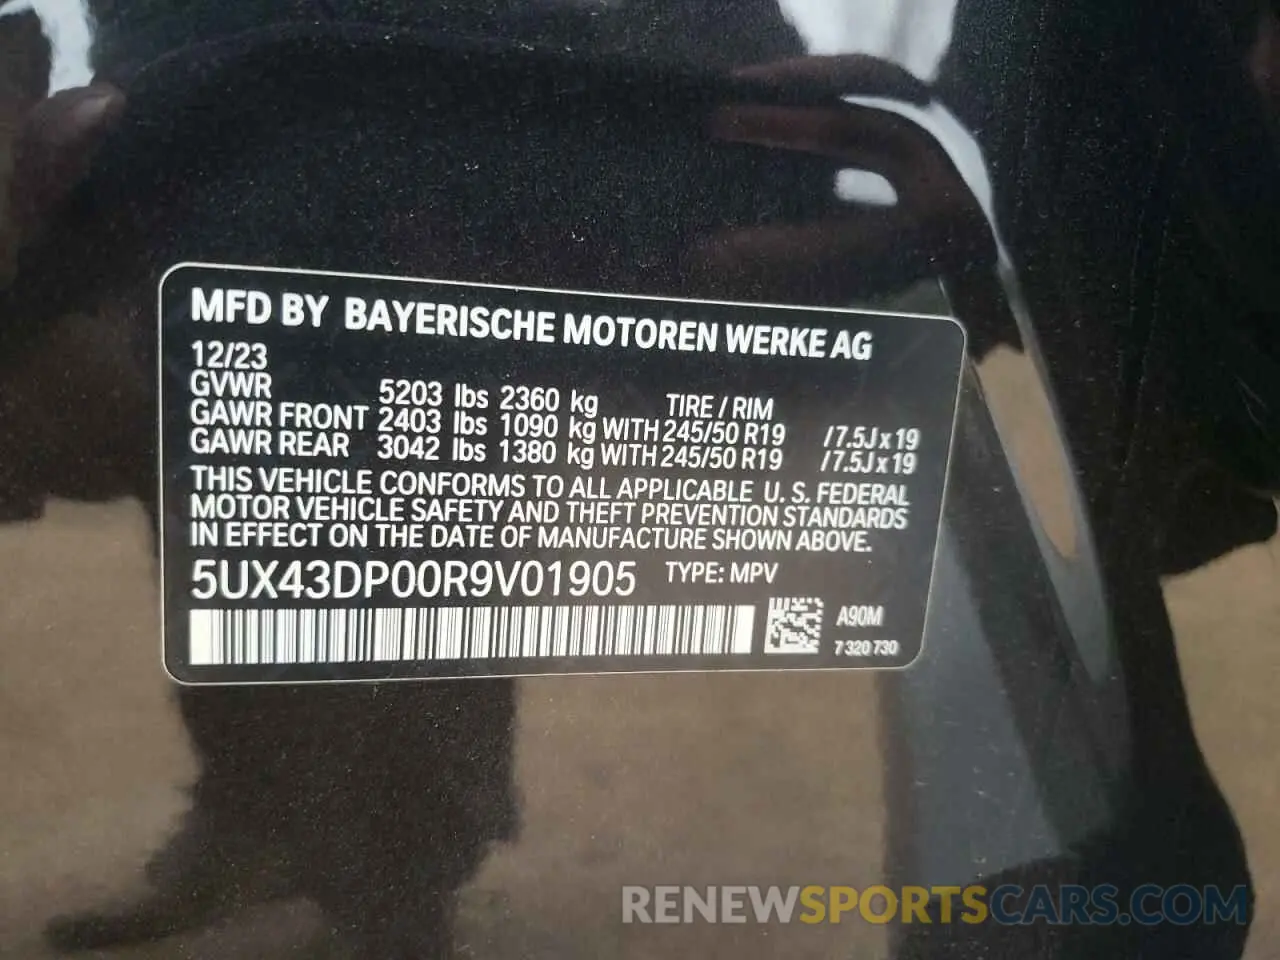 MFD BY BAYERISCHE MOTOREN WERKE AG
12/23
GVWR 5203 lbs 2360 kg TIRE / RIM
GAWR FRONT 2403 lbs 1090 kg WITH 245/50 R19 / 7.5J x 19
GAWR REAR 3042 lbs 1380 kg WITH 245/50 R19 / 7.5J x 19
THIS VEHICLE CONFORMS TO ALL APPLICABLE U. S. FEDERAL
MOTOR VEHICLE SAFETY AND THEFT PREVENTION STANDARDS
IN EFFECT ON THE DATE OF MANUFACTURE SHOWN ABOVE.
5UX43DP00R9V01905 TYPE: MPV
A90M
7 320 730
RENEWSPORTSCARS.COM